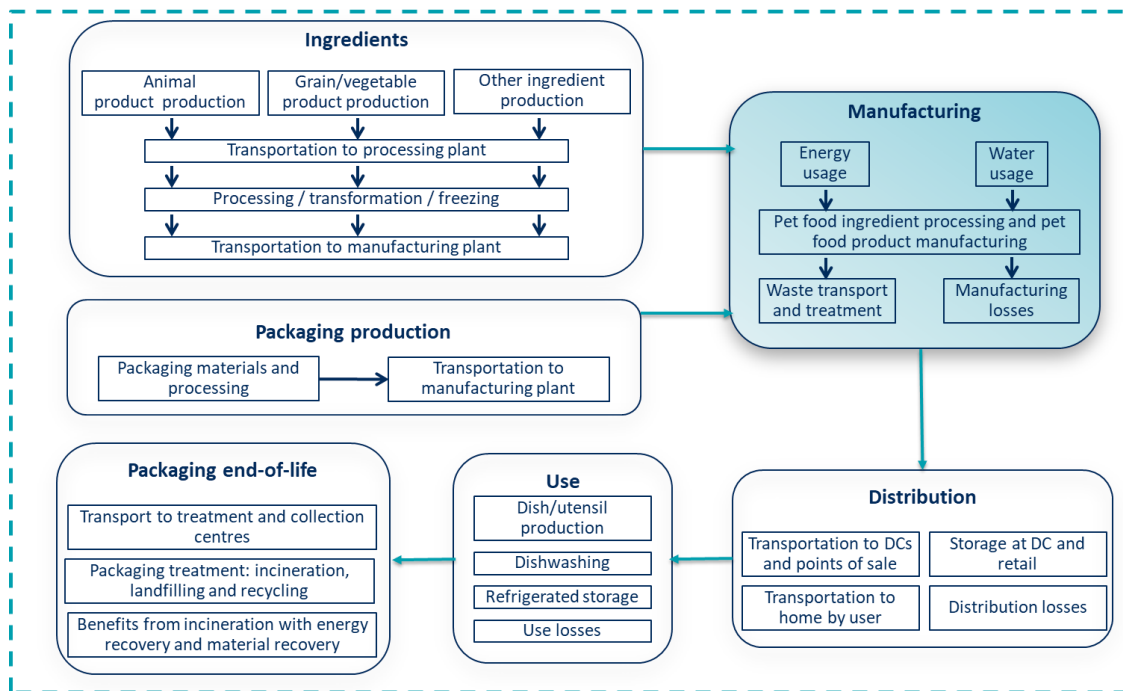 Ingredients
Animal
product production
Grain/vegetable
product production
Other ingredient
production
Transportation to processing plant
Processing / transformation / freezing
Transportation to manufacturing plant
Manufacturing
Energy
usage
Water
usage
Pet food ingredient processing and pet
food product manufacturing
Waste transport
and treatment
Manufacturing
losses
Packaging production
Packaging materials and
processing
Transportation to
manufacturing plant
Packaging end-of-life
Transport to treatment and collection
centres
Packaging treatment: incineration,
landfilling and recycling
Benefits from incineration with energy
recovery and material recovery
Use
Dish/utensil
production
Dishwashing
Refrigerated storage
Use losses
Distribution
Transportation to DCs
and points of sale
Storage at DC and
retail
Transportation to
home by user
Distribution losses